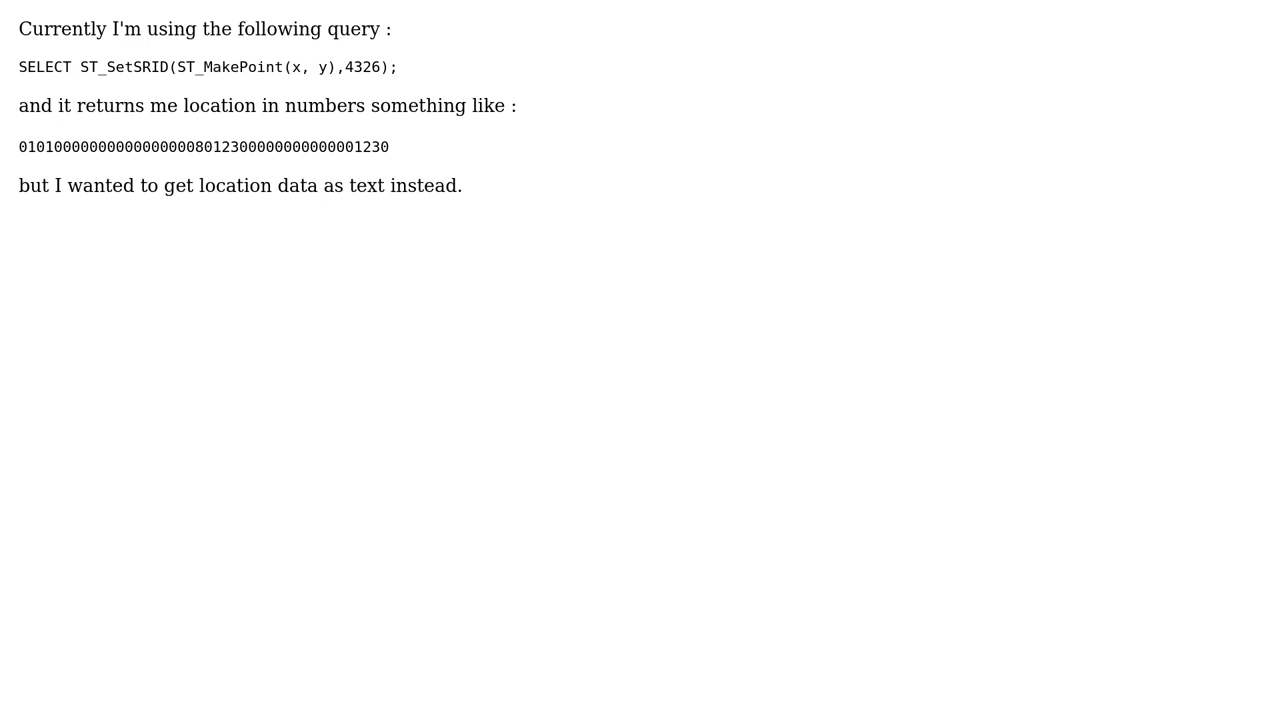 Currently I'm using the following query :
SELECT ST_SetSRID(ST_MakePoint(x, y),4326);
and it returns me location in numbers something like :
010100000000000000008012300000000000001230
but I wanted to get location data as text instead.